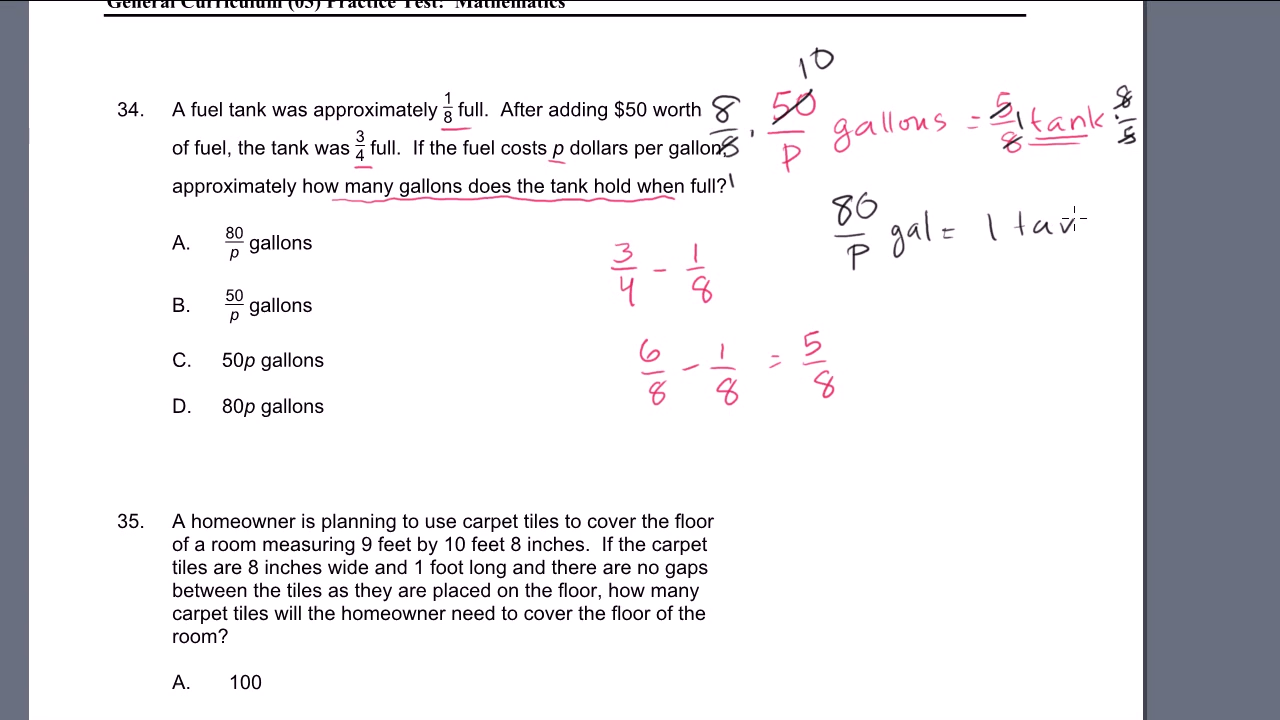 General Curriculum (03) Practice Test: Mathematics
34. A fuel tank was approximately 1/8 full. After adding $50 worth
of fuel, the tank was 3/4 full. If the fuel costs p dollars per gallon,
approximately how many gallons does the tank hold when full?
A. 80/p gallons
B. 50/p gallons
C. 50p gallons
D. 80p gallons
10
8/5 · 50/P gallons = 5/8 tank · 8/5
1
1
80/P gal = 1 tan
3/4 - 1/8
6/8 - 1/8 = 5/8
35. A homeowner is planning to use carpet tiles to cover the floor
of a room measuring 9 feet by 10 feet 8 inches. If the carpet
tiles are 8 inches wide and 1 foot long and there are no gaps
between the tiles as they are placed on the floor, how many
carpet tiles will the homeowner need to cover the floor of the
room?
A. 100